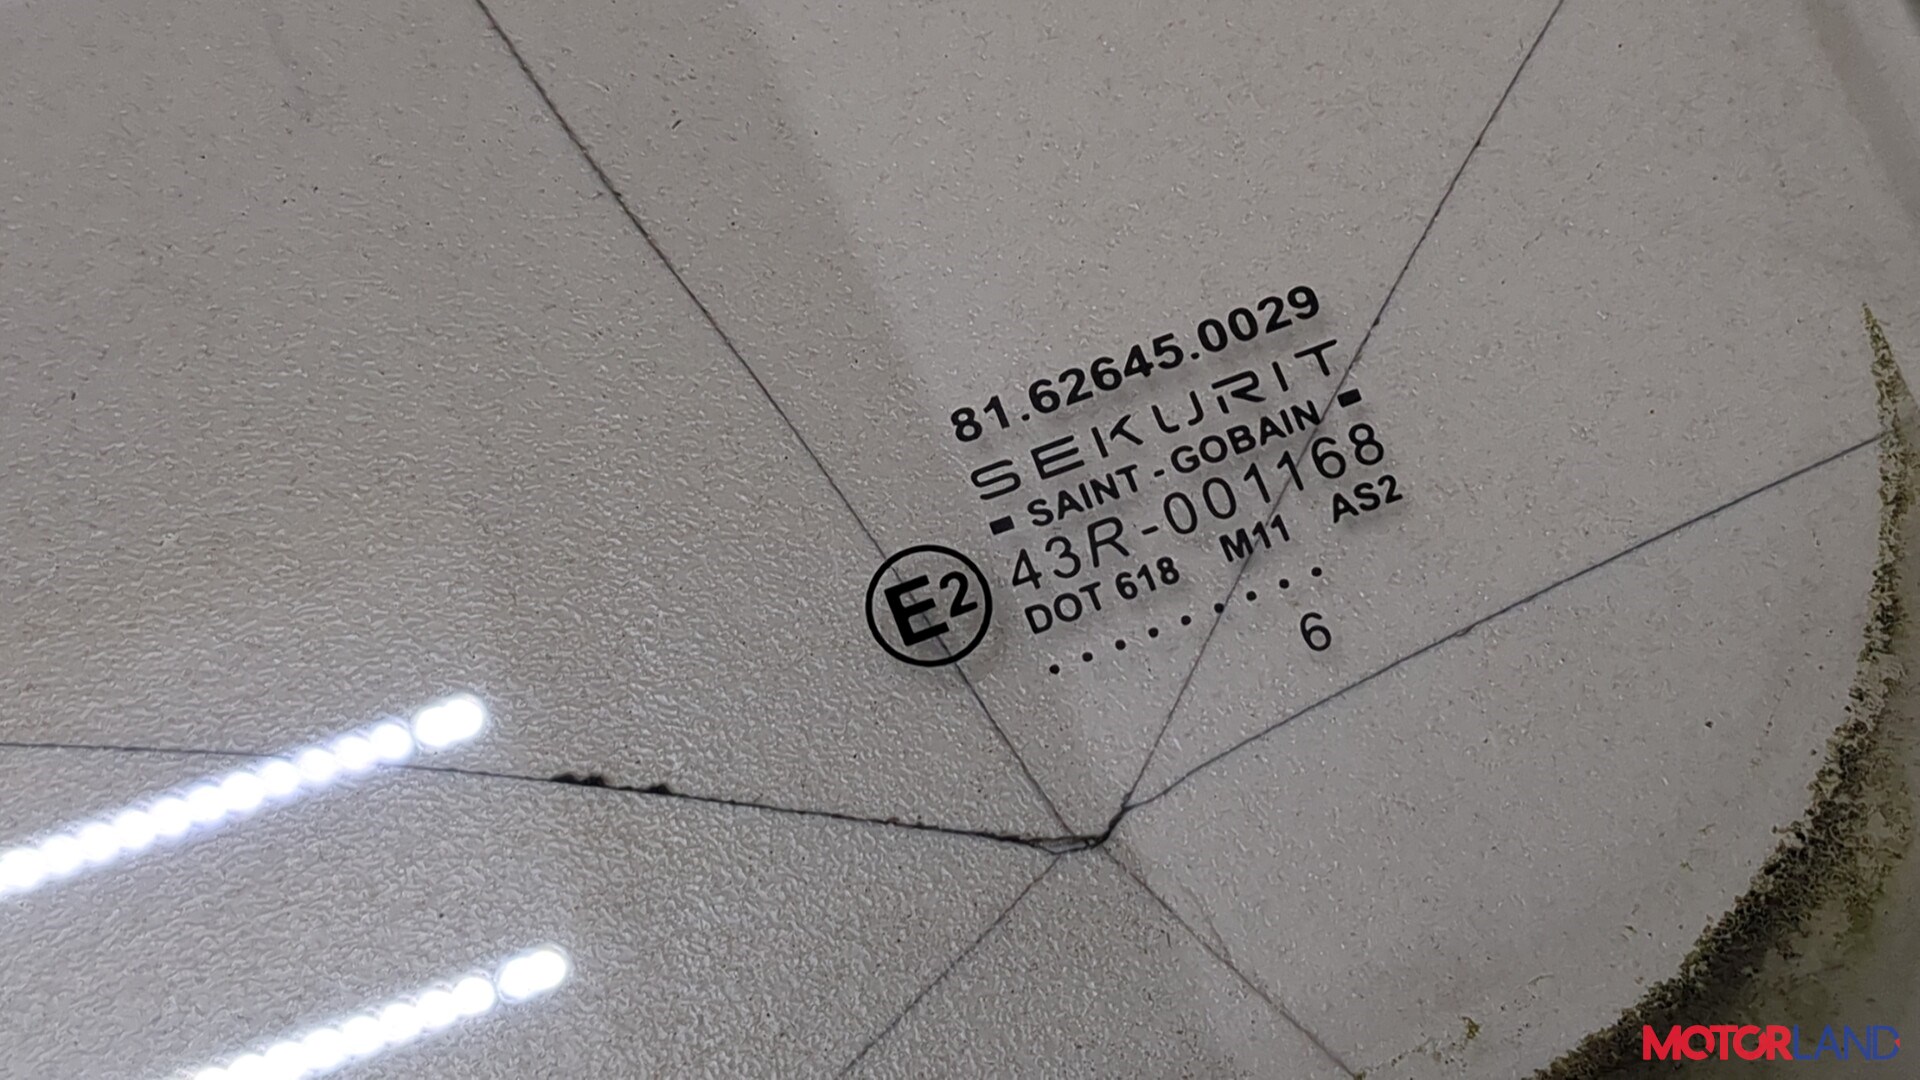 81.62645.0029
SEKURIT
SAINT-GOBAIN
43R-001168
E2
DOT 618 M11 AS2
.........
6
MOTORLAND